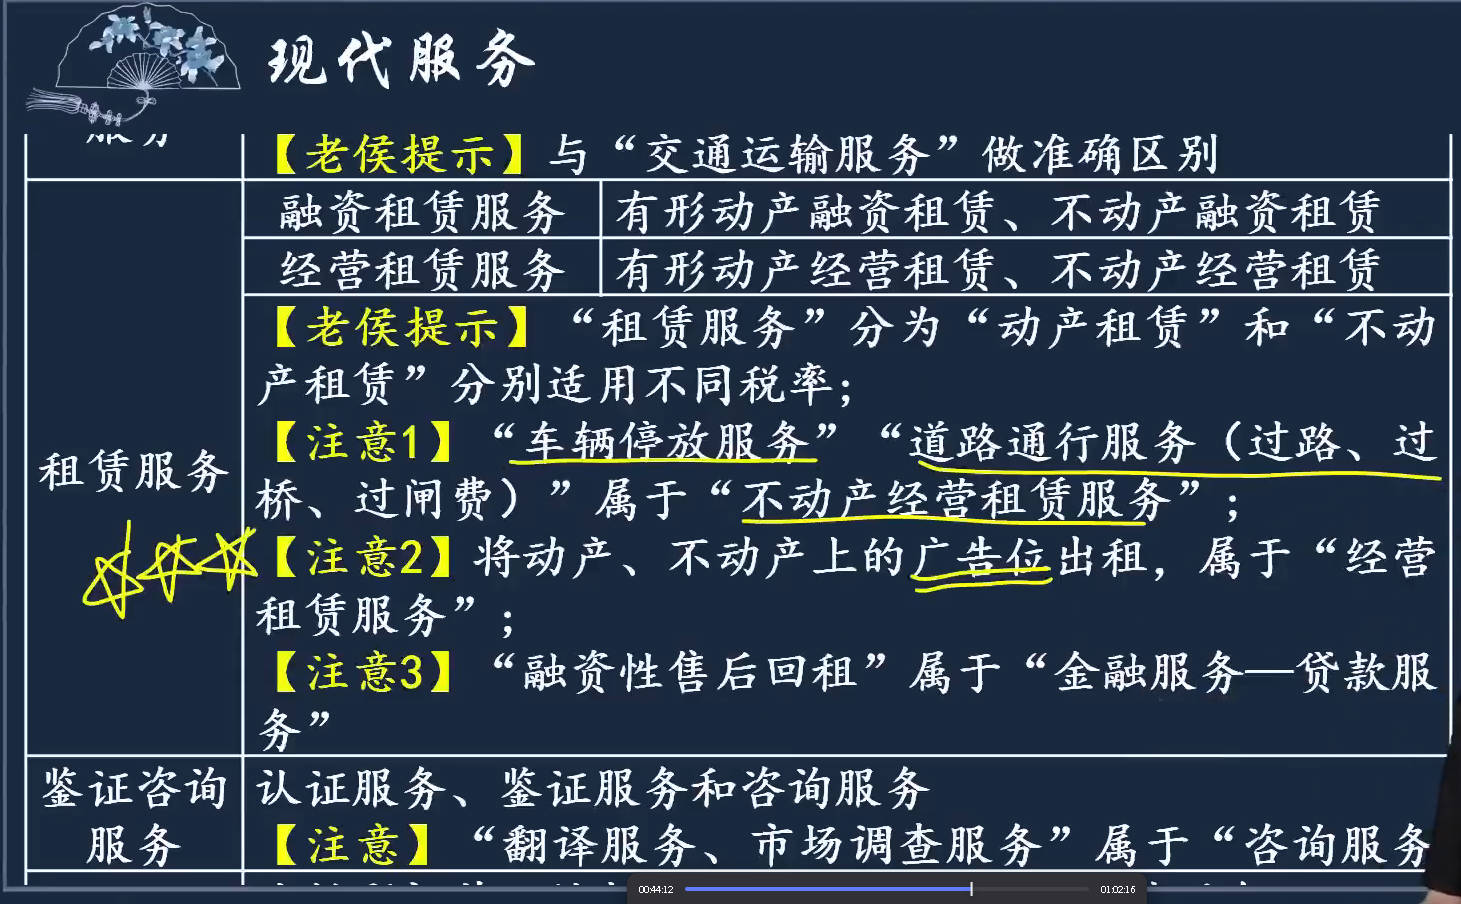 现代服务
服务
【老侯提示】与“交通运输服务”做准确区别
融资租赁服务 有形动产融资租赁、不动产融资租赁
经营租赁服务 有形动产经营租赁、不动产经营租赁
【老侯提示】“租赁服务”分为“动产租赁”和“不动
产租赁”分别适用不同税率；
【注意1】“车辆停放服务”“道路通行服务（过路、过
租赁服务
桥、过闸费）”属于“不动产经营租赁服务”；
【注意2】将动产、不动产上的广告位出租，属于“经营
租赁服务”；
【注意3】“融资性售后回租”属于“金融服务—贷款服
务”
鉴证咨询
服务
认证服务、鉴证服务和咨询服务
【注意】“翻译服务、市场调查服务”属于“咨询服务
00:44:12
01:02:16